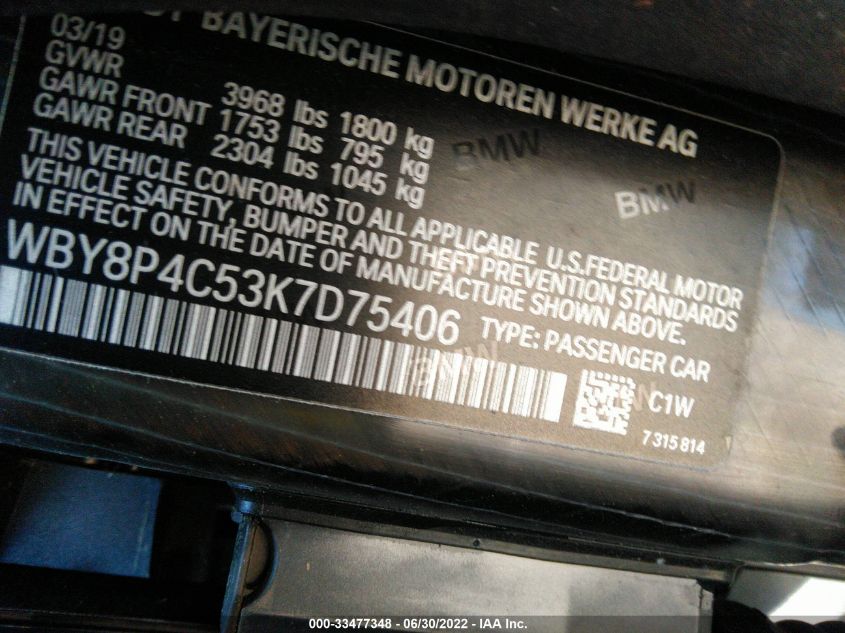 BAYERISCHE MOTOREN WERKE AG
03/19
GVWR 3968 lbs 1800 kg
GAWR FRONT 1753 lbs 795 kg
GAWR REAR 2304 lbs 1045 kg
THIS VEHICLE CONFORMS TO ALL APPLICABLE U.S.FEDERAL MOTOR
VEHICLE SAFETY, BUMPER AND THEFT PREVENTION STANDARDS
IN EFFECT ON THE DATE OF MANUFACTURE SHOWN ABOVE.
WBY8P4C53K7D75406 TYPE: PASSENGER CAR
C1W
7 315 814
BMW
BMW
000-33477348 - 06/30/2022 - IAA Inc.